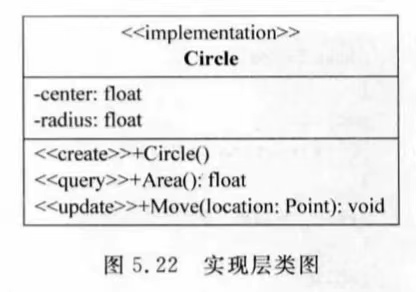 <<implementation>>
Circle
-center: float
-radius: float
<<create>>+Circle()
<<query>>+Area(): float
<<update>>+Move(location: Point): void
图 5.22 实现层类图